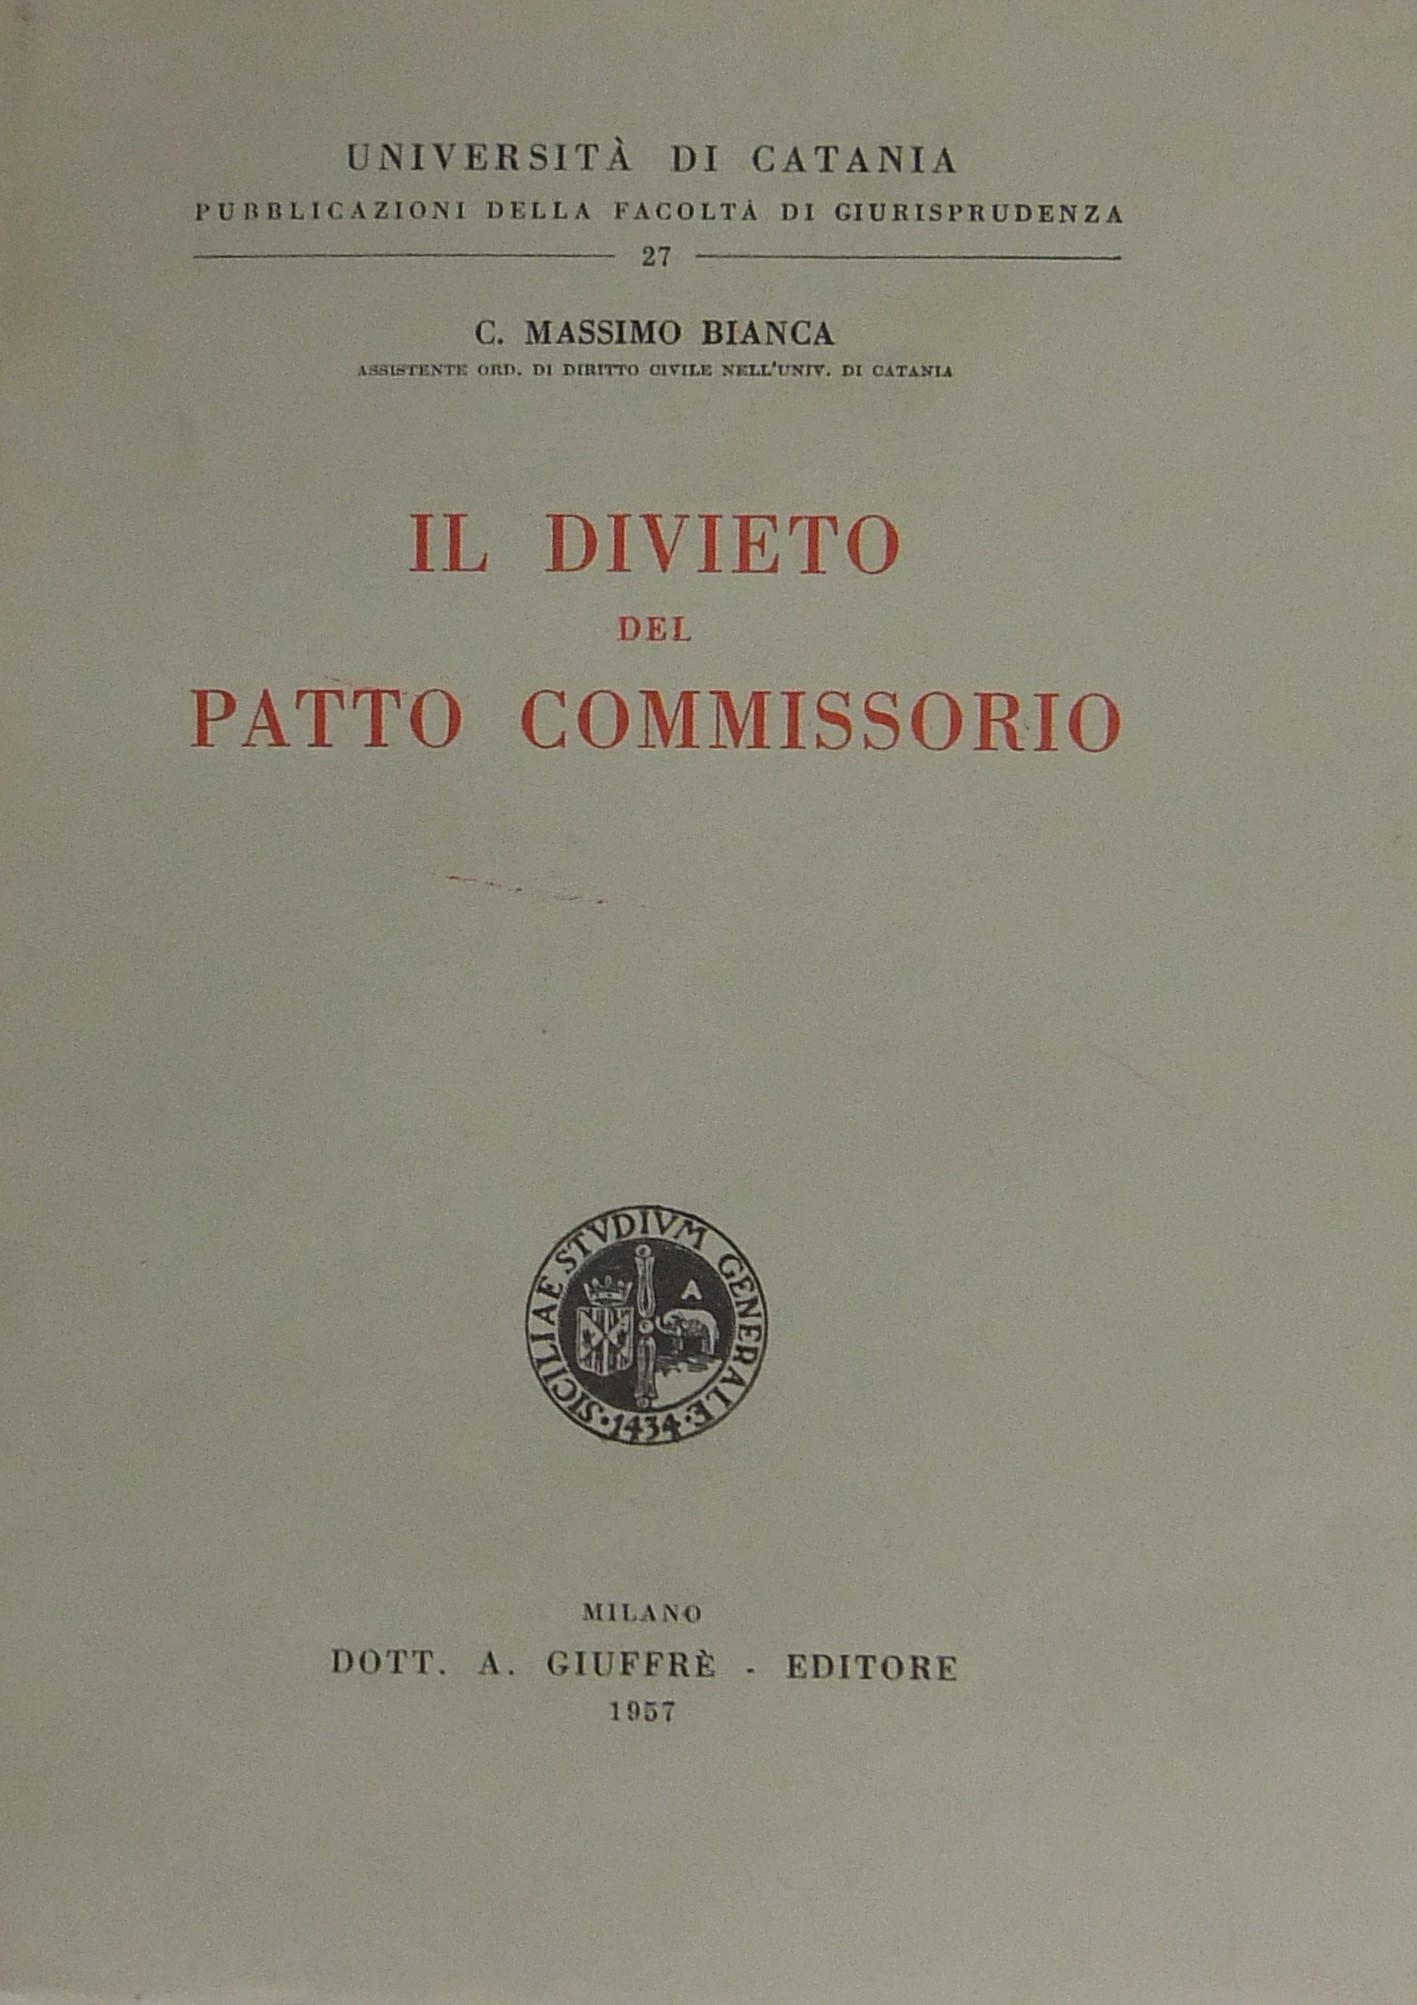 UNIVERSITÀ DI CATANIA
PUBBLICAZIONI DELLA FACOLTÀ DI GIURISPRUDENZA
27
C. MASSIMO BIANCA
ASSISTENTE ORD. DI DIRITTO CIVILE NELL'UNIV. DI CATANIA
IL DIVIETO
DEL
PATTO COMMISSORIO
SICILIAE STVDIVM GENERALE
A
·1434·
MILANO
DOTT. A. GIUFFRÈ - EDITORE
1957